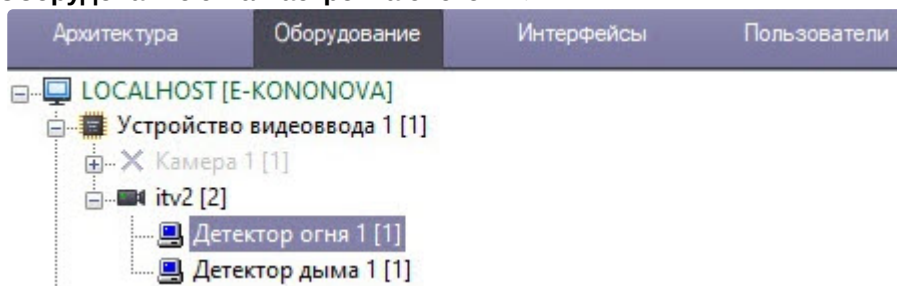 Архитектура Оборудование Интерфейсы Пользователи
LOCALHOST [E-KONONOVA]
Устройство видеоввода 1 [1]
Камера 1 [1]
itv2 [2]
Детектор огня 1 [1]
Детектор дыма 1 [1]